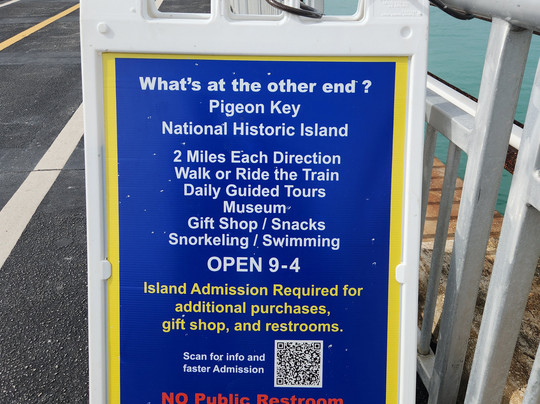 What's at the other end ?
Pigeon Key
National Historic Island
2 Miles Each Direction
Walk or Ride the Train
Daily Guided Tours
Museum
Gift Shop / Snacks
Snorkeling / Swimming
OPEN 9-4
Island Admission Required for
additional purchases,
gift shop, and restrooms.
Scan for info and
faster Admission
NO Public Restroom